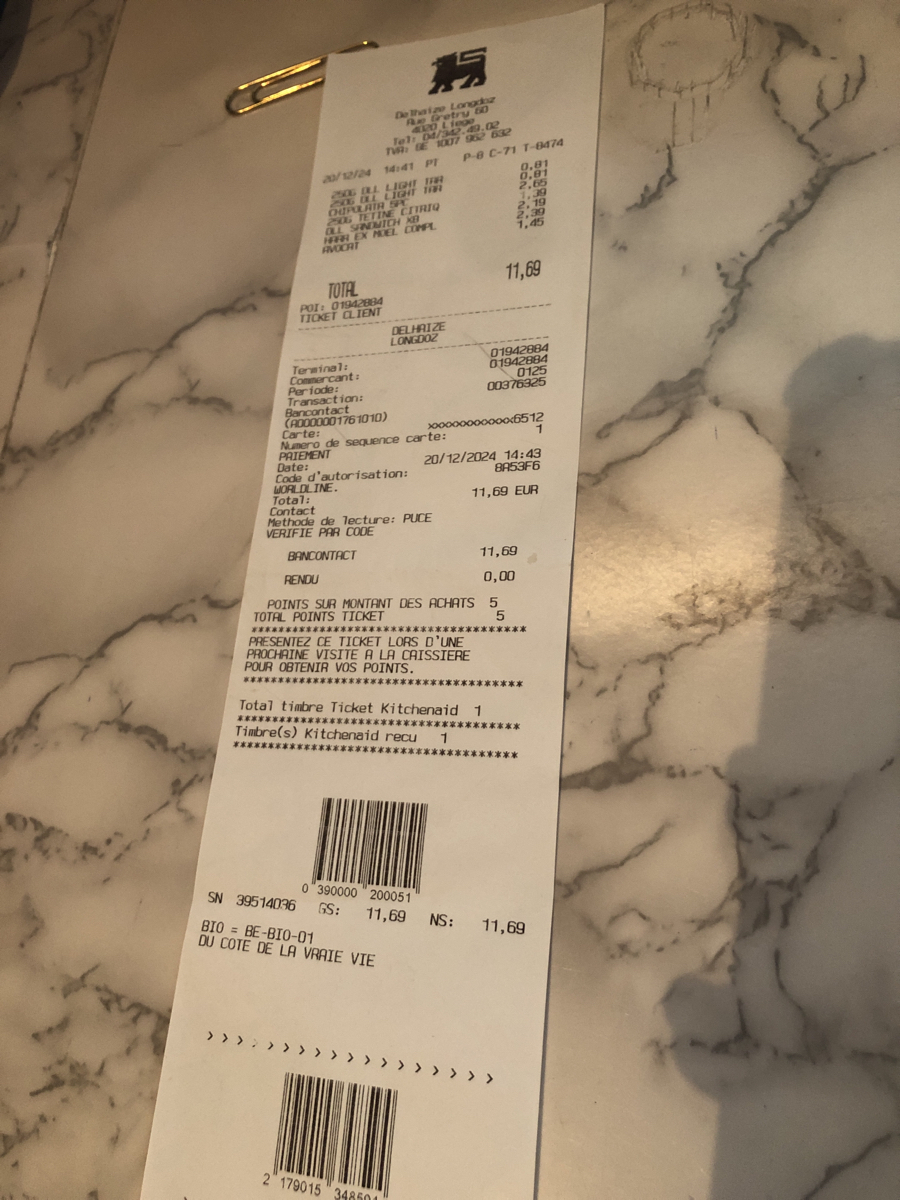 Delhaize Longdoz
Rue Gretry 60
4020 Liege
Tel: 04/342.49.02
TVA: BE 1007 962 632
20/12/24 14:41 PT P-8 C-71 T-8474
250G DLL LIGHT TAR 0,81
250G DLL LIGHT TAR 0,81
CHIPOLATA 5PC 2,65
250G TETINE CITRIQ ,39
DLL SANDWICH X8 2,19
HARA EX MOEL COMPL 2,39
AVOCAT 1,45
TOTAL 11,69
POI: 01942884
TICKET CLIENT
DELHAIZE
LONGDOZ
Terminal: 01942884
Commercant: 01942884
Periode: 0125
Transaction: 00376325
Bancontact
(A0000001761010)
Carte: xxxxxxxxxxxxx6512
Numero de sequence carte: 1
PAIEMENT
Date: 20/12/2024 14:43
Code d'autorisation: 8A53F6
WORLDLINE.
Total: 11,69 EUR
Contact
Methode de lecture: PUCE
VERIFIE PAR CODE
BANCONTACT 11,69
RENDU 0,00
POINTS SUR MONTANT DES ACHATS 5
TOTAL POINTS TICKET 5
***********************************
PRESENTEZ CE TICKET LORS D'UNE
PROCHAINE VISITE A LA CAISSIERE
POUR OBTENIR VOS POINTS.
***********************************
Total timbre Ticket Kitchenaid 1
***********************************
Timbre(s) Kitchenaid recu 1
***********************************
0 390000 200051
SN 39514036 GS: 11,69 NS: 11,69
BIO = BE-BIO-01
DU COTE DE LA VRAIE VIE
› › › › › › › › › › › › › › ›
2 179015 348504